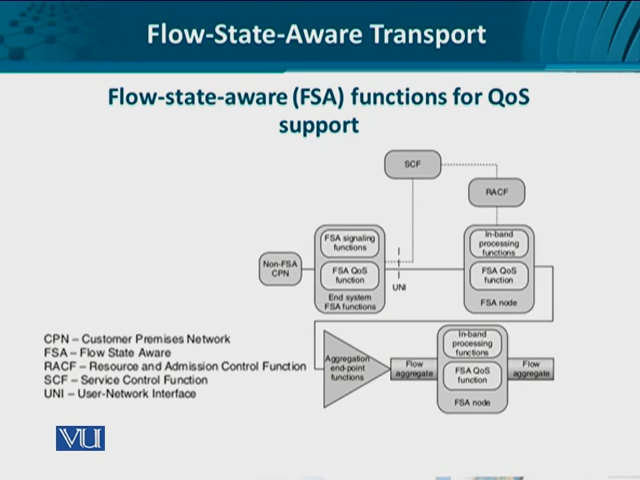 Flow-State-Aware Transport
Flow-state-aware (FSA) functions for QoS
support
SCF
RACF
FSA signaling
functions
In-band
processing
functions
Non-FSA
CPN
FSA QoS
function
FSA QoS
function
UNI
End system
FSA functions
FSA node
CPN – Customer Premises Network
FSA – Flow State Aware
RACF – Resource and Admission Control Function
SCF – Service Control Function
UNI – User-Network Interface
Aggregation
end-point
functions
Flow
aggregate
In-band
processing
functions
FSA QoS
function
FSA node
Flow
aggregate
VU